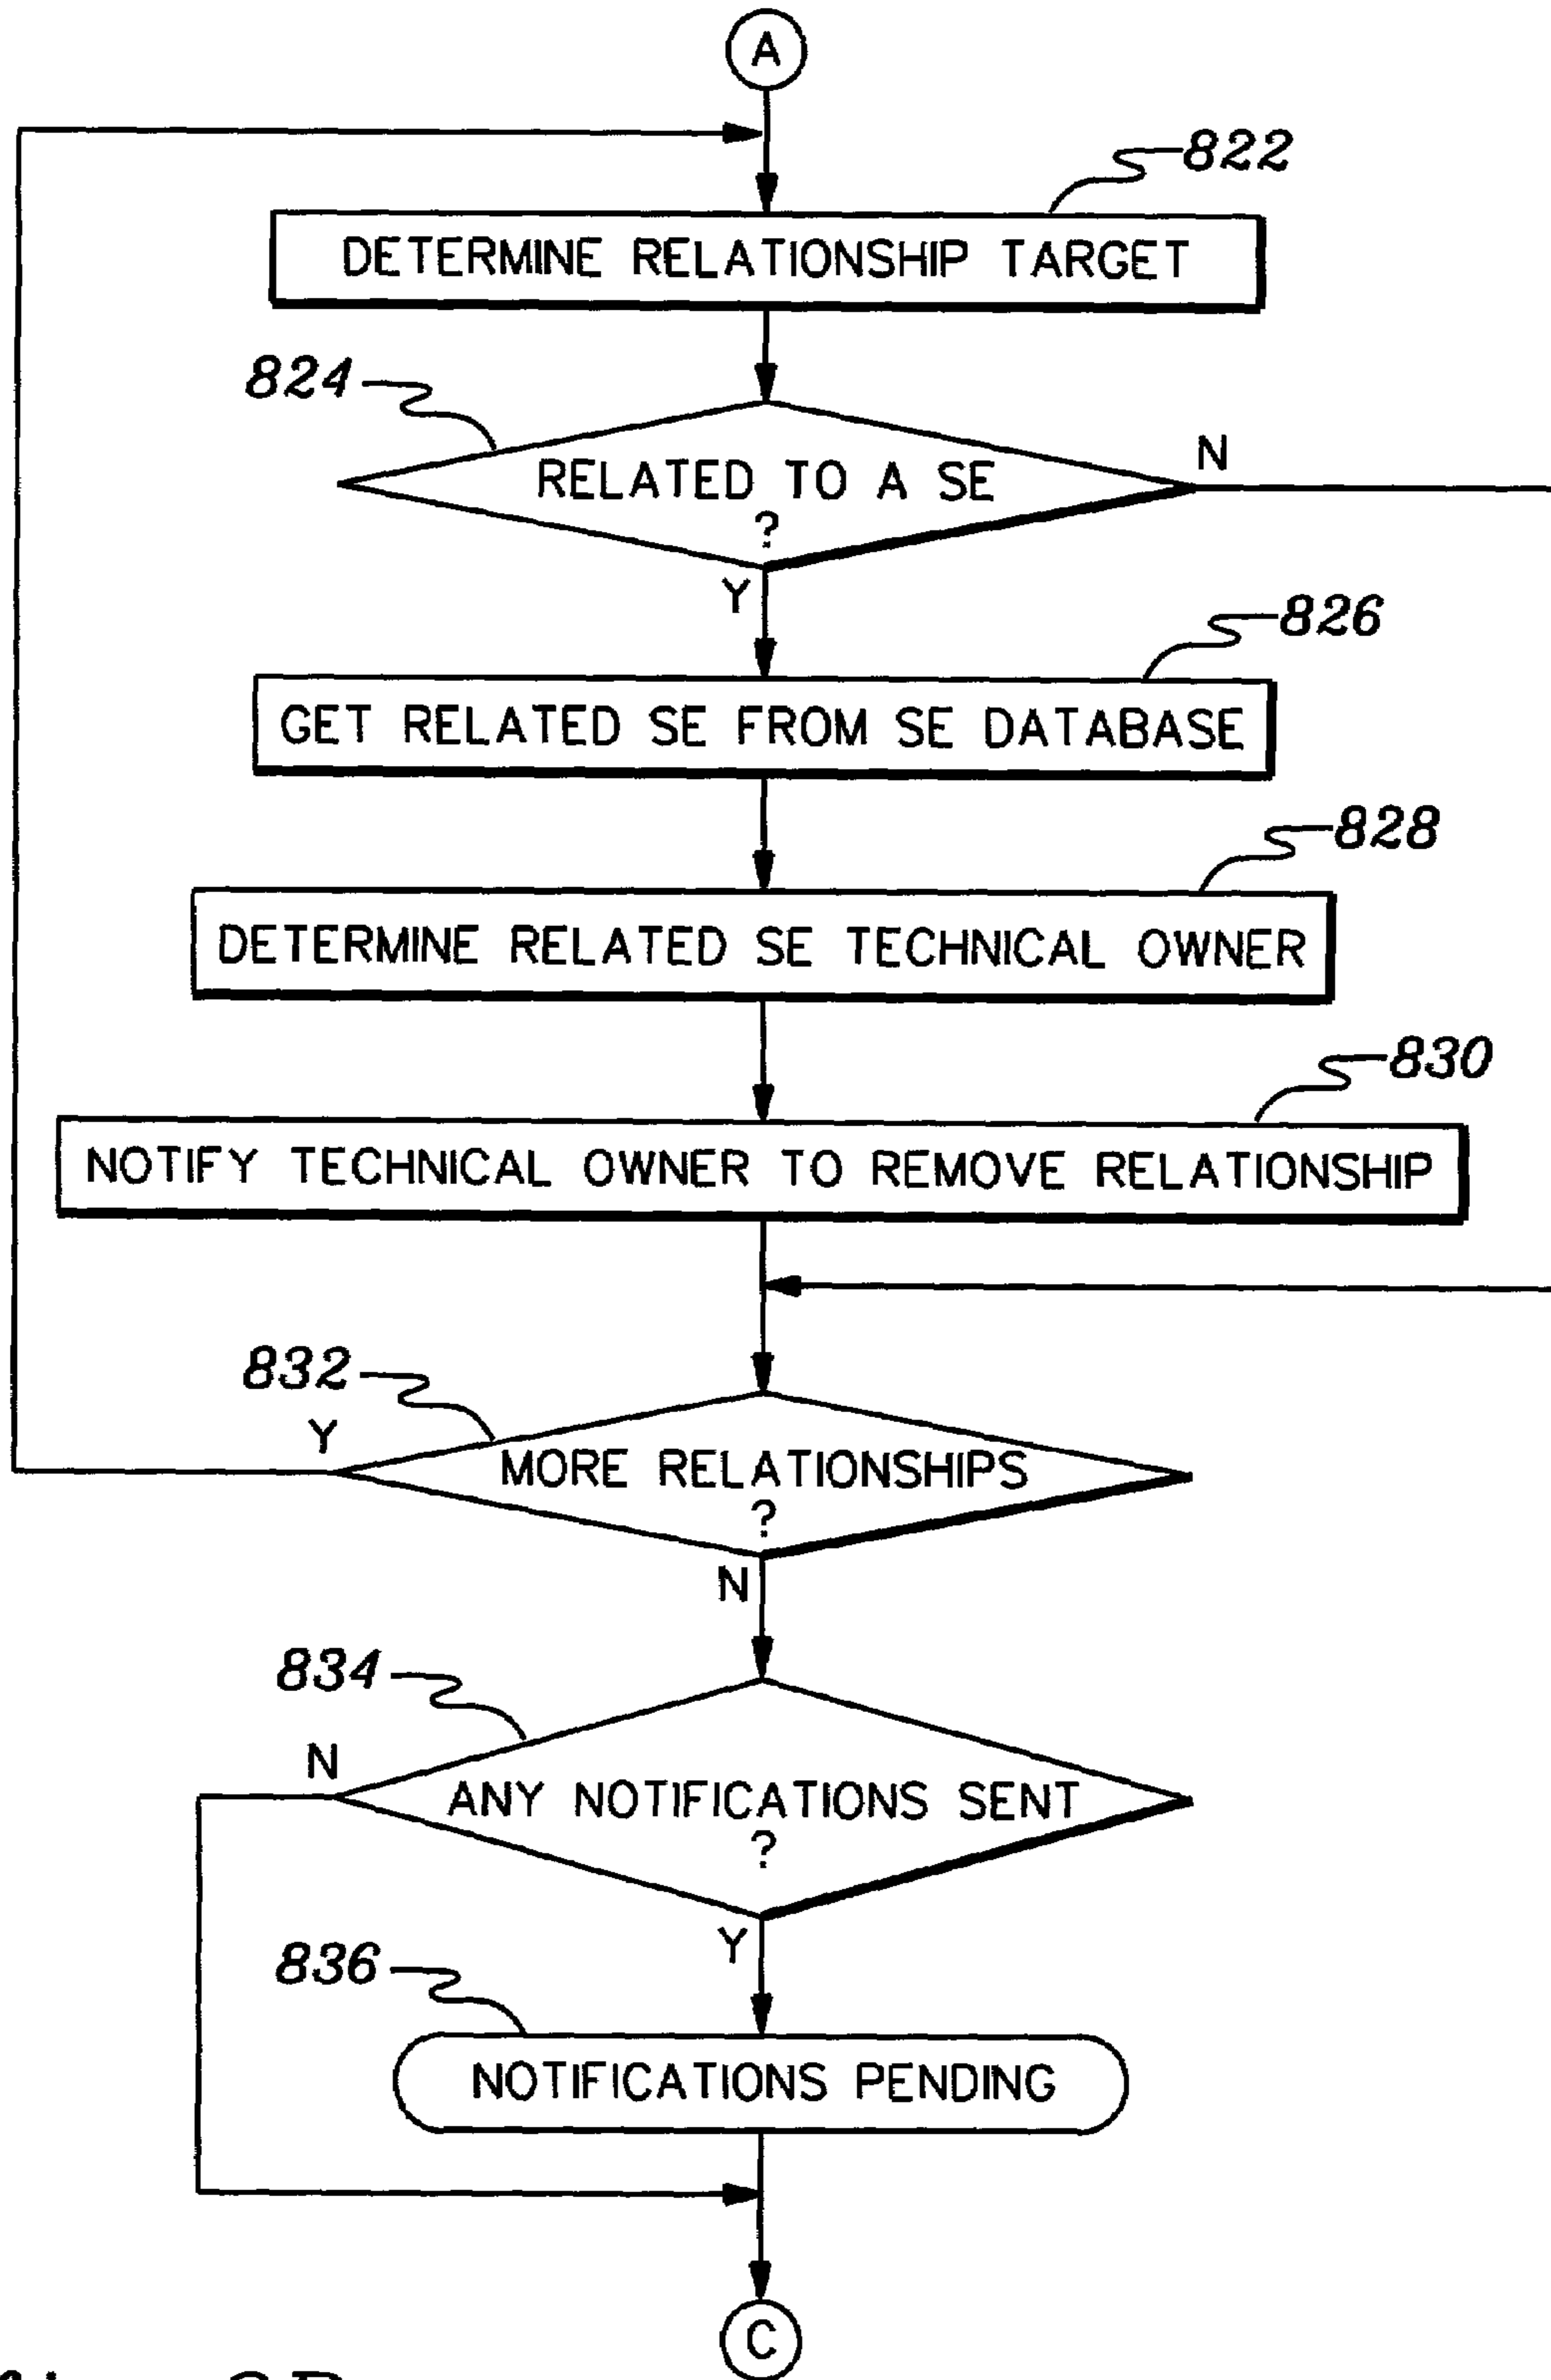 A
822
DETERMINE RELATIONSHIP TARGET
824
RELATED TO A SE
?
N
Y
826
GET RELATED SE FROM SE DATABASE
828
DETERMINE RELATED SE TECHNICAL OWNER
830
NOTIFY TECHNICAL OWNER TO REMOVE RELATIONSHIP
832
Y
MORE RELATIONSHIPS
?
N
834
N
ANY NOTIFICATIONS SENT
?
Y
836
NOTIFICATIONS PENDING
C